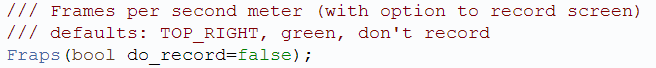 /// Frames per second meter (with option to record screen)
/// defaults: TOP_RIGHT, green, don't record
Fraps(bool do_record=false);